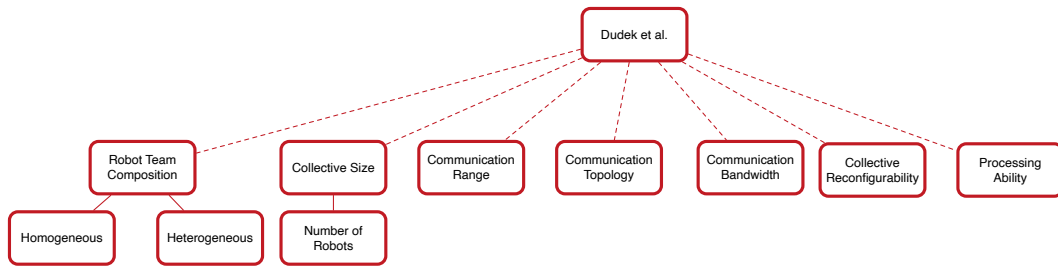 Dudek et al.
Robot Team
Composition
Collective Size
Communication
Range
Communication
Topology
Communication
Bandwidth
Collective
Reconfigurability
Processing
Ability
Homogeneous
Heterogeneous
Number of
Robots